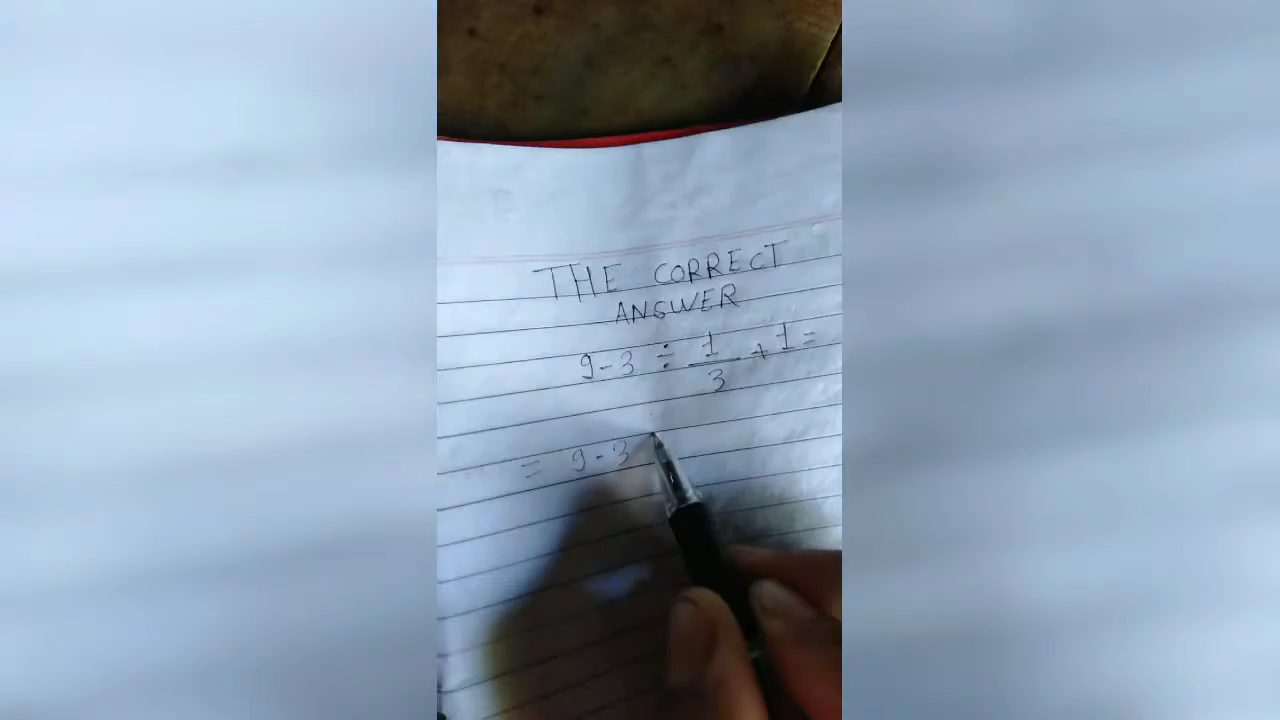 THE CORRECT
ANSWER
9-3 ÷ 1/3 + 1 =
= 9-3